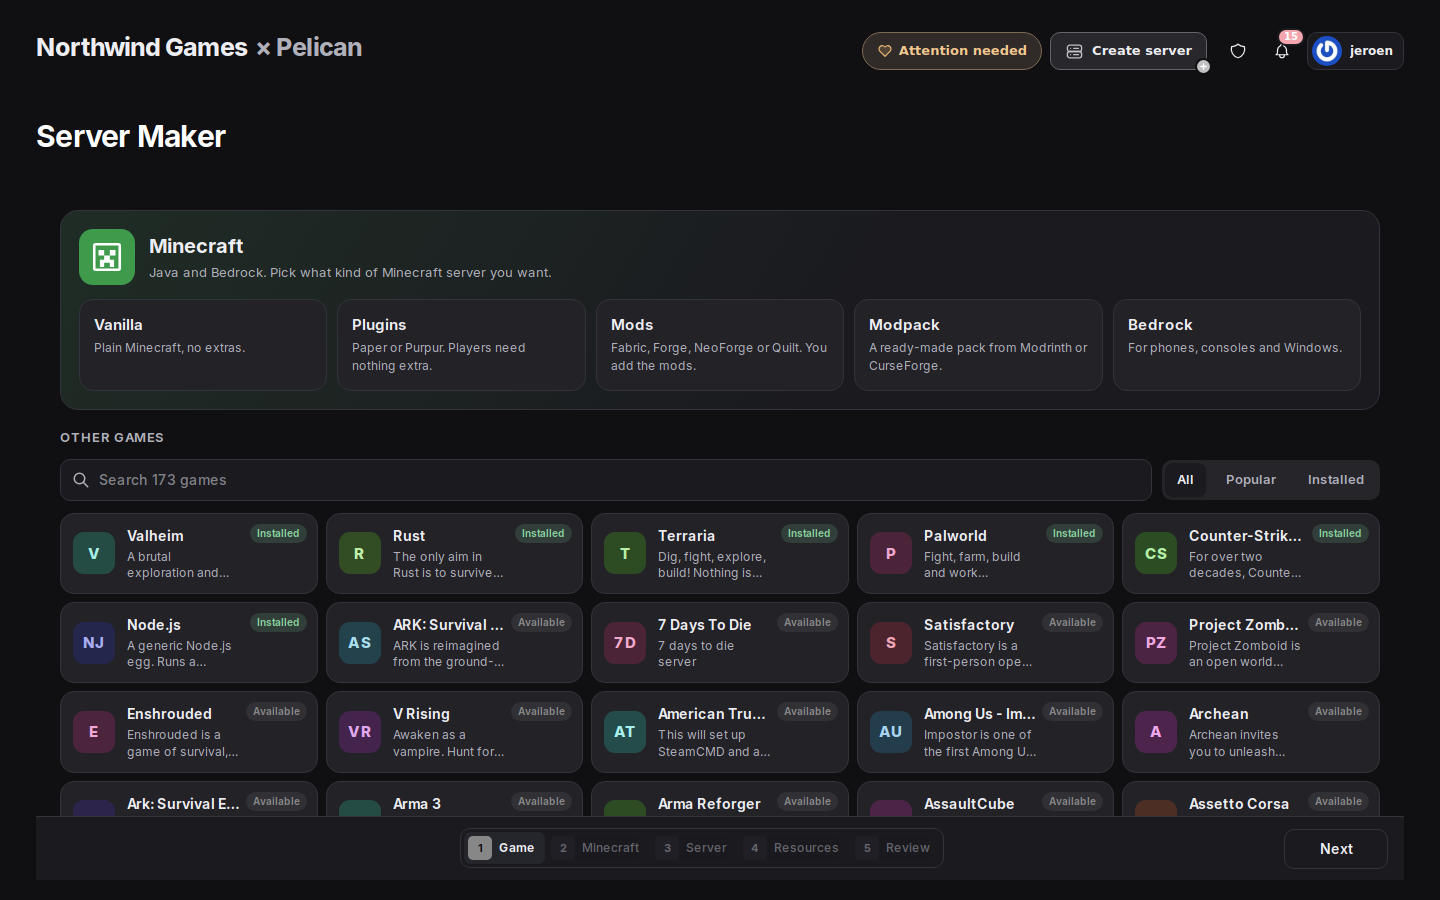 Northwind Games × Pelican
Attention needed
Create server
15
jeroen
Server Maker
Minecraft
Java and Bedrock. Pick what kind of Minecraft server you want.
Vanilla
Plain Minecraft, no extras.
Plugins
Paper or Purpur. Players need
nothing extra.
Mods
Fabric, Forge, NeoForge or Quilt. You
add the mods.
Modpack
A ready-made pack from Modrinth or
CurseForge.
Bedrock
For phones, consoles and Windows.
OTHER GAMES
Search 173 games
All
Popular
Installed
V
Valheim
Installed
A brutal
exploration and...
R
Rust
Installed
The only aim in
Rust is to survive...
T
Terraria
Installed
Dig, fight, explore,
build! Nothing is...
P
Palworld
Installed
Fight, farm, build
and work...
CS
Counter-Strik...
Installed
For over two
decades, Counte...
NJ
Node.js
Installed
A generic Node.js
egg. Runs a...
AS
ARK: Survival ...
Available
ARK is reimagined
from the ground-...
7D
7 Days To Die
Available
7 days to die
server
S
Satisfactory
Available
Satisfactory is a
first-person ope...
PZ
Project Zomb...
Available
Project Zomboid is
an open world...
E
Enshrouded
Available
Enshrouded is a
game of survival,...
VR
V Rising
Available
Awaken as a
vampire. Hunt for...
AT
American Tru...
Available
This will set up
SteamCMD and a...
AU
Among Us - Im...
Available
Impostor is one of
the first Among U...
A
Archean
Available
Archean invites
you to unleash...
Ark: Survival E...
Available
Arma 3
Available
Arma Reforger
Available
AssaultCube
Available
Assetto Corsa
Available
1 Game
2 Minecraft
3 Server
4 Resources
5 Review
Next